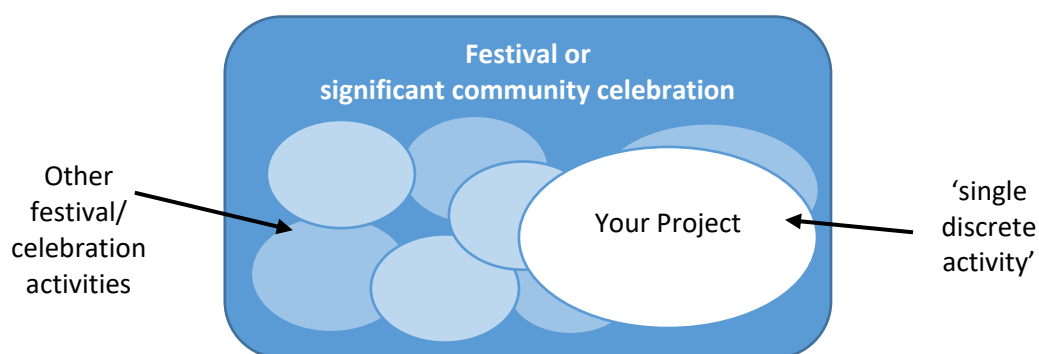 Festival or
significant community celebration
Other
festival/
celebration
activities
Your Project
‘single
discrete
activity’